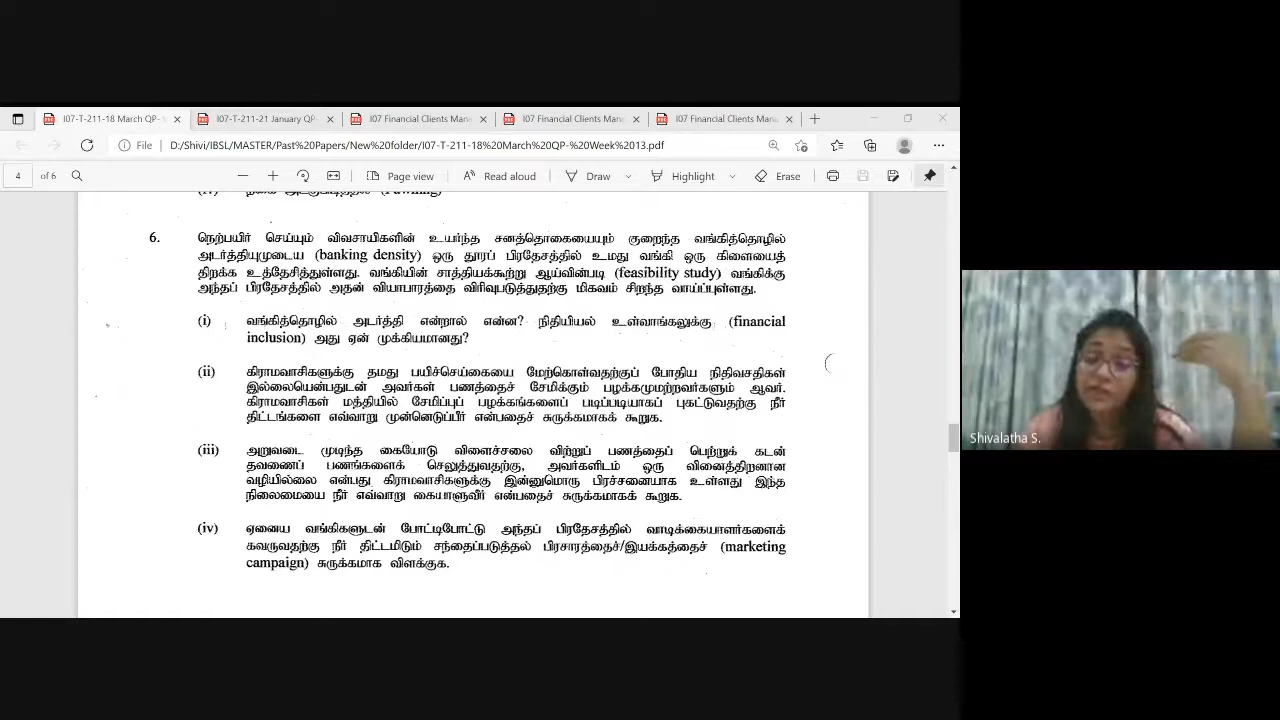 I07-T-211-18 March QP-
I07-T-211-21 January QP-
I07 Financial Clients Man
I07 Financial Clients Man
I07 Financial Clients Man
File
D:/Shivi/IBSL/MASTER/Past%20Papers/New%20folder/I07-T-211-18%20March%20QP-%20Week%2013.pdf
4 of 6
Page view
Read aloud
Draw
Highlight
Erase
6. நெற்பயிர் செய்யும் விவசாயிகளின் உயர்ந்த சனத்தொகையையும் குறைந்த வங்கித்தொழில்
அடர்த்தியுமுடைய (banking density) ஒரு தூரப் பிரதேசத்தில் உமது வங்கி ஒரு கிளையைத்
திறக்க உத்தேசித்துள்ளது. வங்கியின் சாத்தியக்கூற்று ஆய்வின்படி (feasibility study) வங்கிக்கு
அந்தப் பிரதேசத்தில் அதன் வியாபாரத்தை விரிவுபடுத்துதற்கு மிகவம் சிறந்த வாய்ப்புள்ளது.
(i) வங்கித்தொழில் அடர்த்தி என்றால் என்ன? நிதியியல் உள்வாங்கலுக்கு (financial
inclusion) அது ஏன் முக்கியமானது?
(ii) கிராமவாசிகளுக்கு தமது பயிச்செய்கையை மேற்கொள்வதற்குப் போதிய நிதிவசதிகள்
இல்லையென்பதுடன் அவர்கள் பணத்தைச் சேமிக்கும் பழக்கமுமற்றவர்களும் ஆவர்.
கிராமவாசிகள் மத்தியில் சேமிப்புப் பழக்கங்களைப் படிப்படியாகப் புகட்டுவதற்கு நீர்
திட்டங்களை எவ்வாறு முன்னெடுப்பீர் என்பதைச் சுருக்கமாகக் கூறுக.
(iii) அறுவடை முடிந்த கையோடு விளைச்சலை விற்றுப் பணத்தைப் பெற்றுக் கடன்
தவணைப் பணங்களைக் செலுத்துவதற்கு, அவர்களிடம் ஒரு வினைத்திறனான
வழியில்லை என்பது கிராமவாசிகளுக்கு இன்னுமொரு பிரச்சனையாக உள்ளது இந்த
நிலைமையை நீர் எவ்வாறு கையாளுவீர் என்பதைச் சுருக்கமாகக் கூறுக.
(iv) ஏனைய வங்கிகளுடன் போட்டிபோட்டு அந்தப் பிரதேசத்தில் வாடிக்கையாளர்களைக்
கவருவதற்கு நீர் திட்டமிடும் சந்தைப்படுத்தல் பிரசாரத்தைச்/இயக்கத்தைச் (marketing
campaign) சுருக்கமாக விளக்குக.
Shivalatha S.